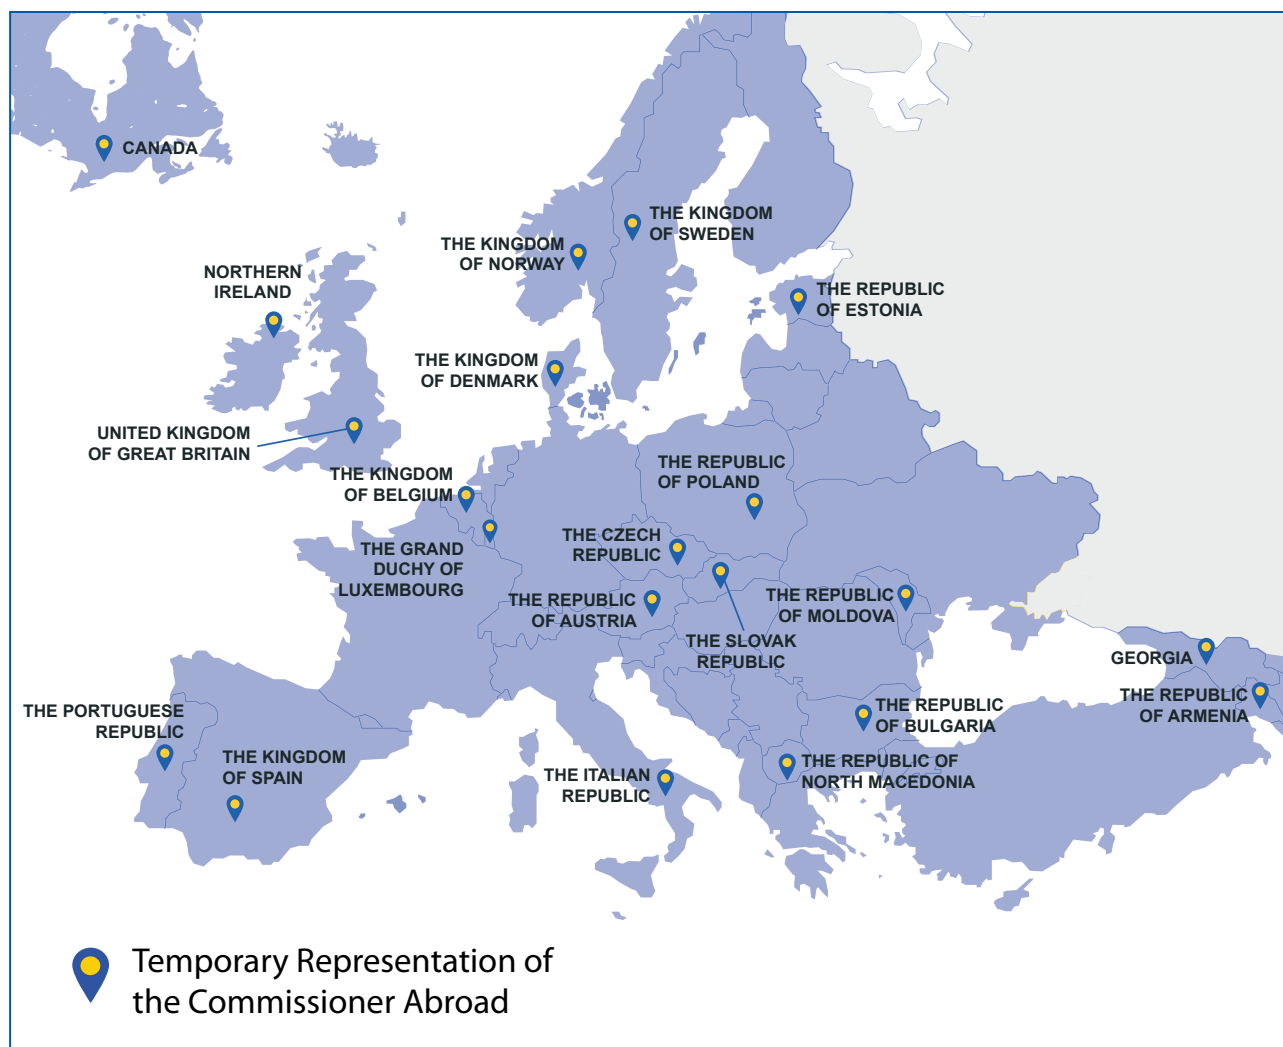 CANADA
THE KINGDOM
OF SWEDEN
THE KINGDOM
OF NORWAY
NORTHERN
IRELAND
THE REPUBLIC
OF ESTONIA
THE KINGDOM
OF DENMARK
UNITED KINGDOM
OF GREAT BRITAIN
THE KINGDOM
OF BELGIUM
THE REPUBLIC
OF POLAND
THE CZECH
REPUBLIC
THE GRAND
DUCHY OF
LUXEMBOURG
THE REPUBLIC
OF AUSTRIA
THE REPUBLIC
OF MOLDOVA
THE SLOVAK
REPUBLIC
GEORGIA
THE REPUBLIC
OF ARMENIA
THE REPUBLIC
OF BULGARIA
THE PORTUGUESE
REPUBLIC
THE KINGDOM
OF SPAIN
THE ITALIAN
REPUBLIC
THE REPUBLIC OF
NORTH MACEDONIA
Temporary Representation of
the Commissioner Abroad